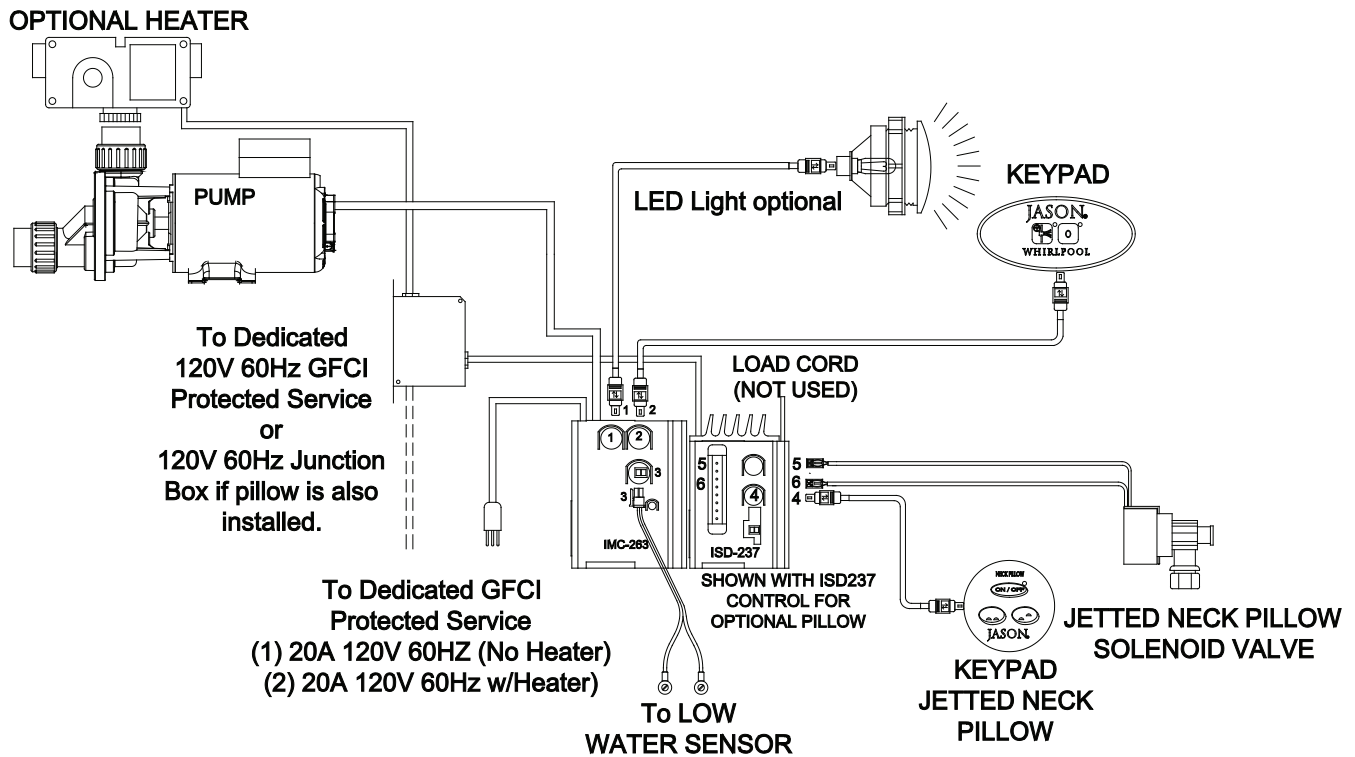 OPTIONAL HEATER
PUMP
LED Light optional
KEYPAD
JASON®
0
WHIRLPOOL
To Dedicated
120V 60Hz GFCI
Protected Service
or
120V 60Hz Junction
Box if pillow is also
installed.
LOAD CORD
(NOT USED)
1 2
1 2
3
3
IMC-263
5
6
4
ISD-237
5
6
4
SHOWN WITH ISD237
CONTROL FOR
OPTIONAL PILLOW
To Dedicated GFCI
Protected Service
(1) 20A 120V 60HZ (No Heater)
(2) 20A 120V 60Hz w/Heater)
To LOW
WATER SENSOR
NECK PILLOW
ON / OFF
JASON.
KEYPAD
JETTED NECK
PILLOW
JETTED NECK PILLOW
SOLENOID VALVE